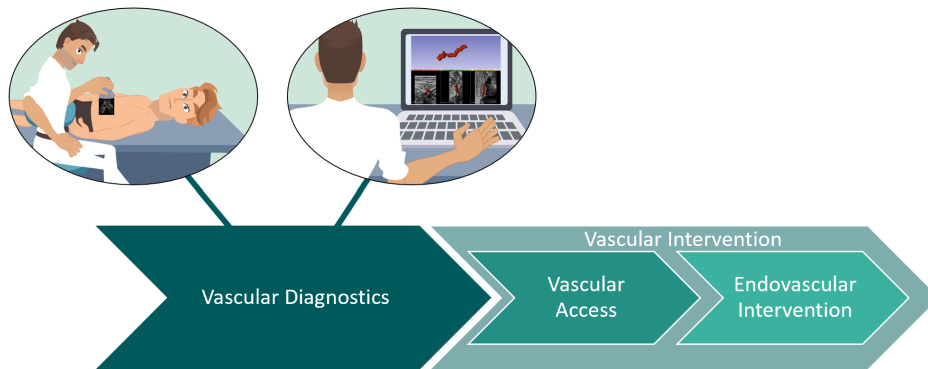 Vascular Intervention
Vascular Diagnostics
Vascular
Access
Endovascular
Intervention